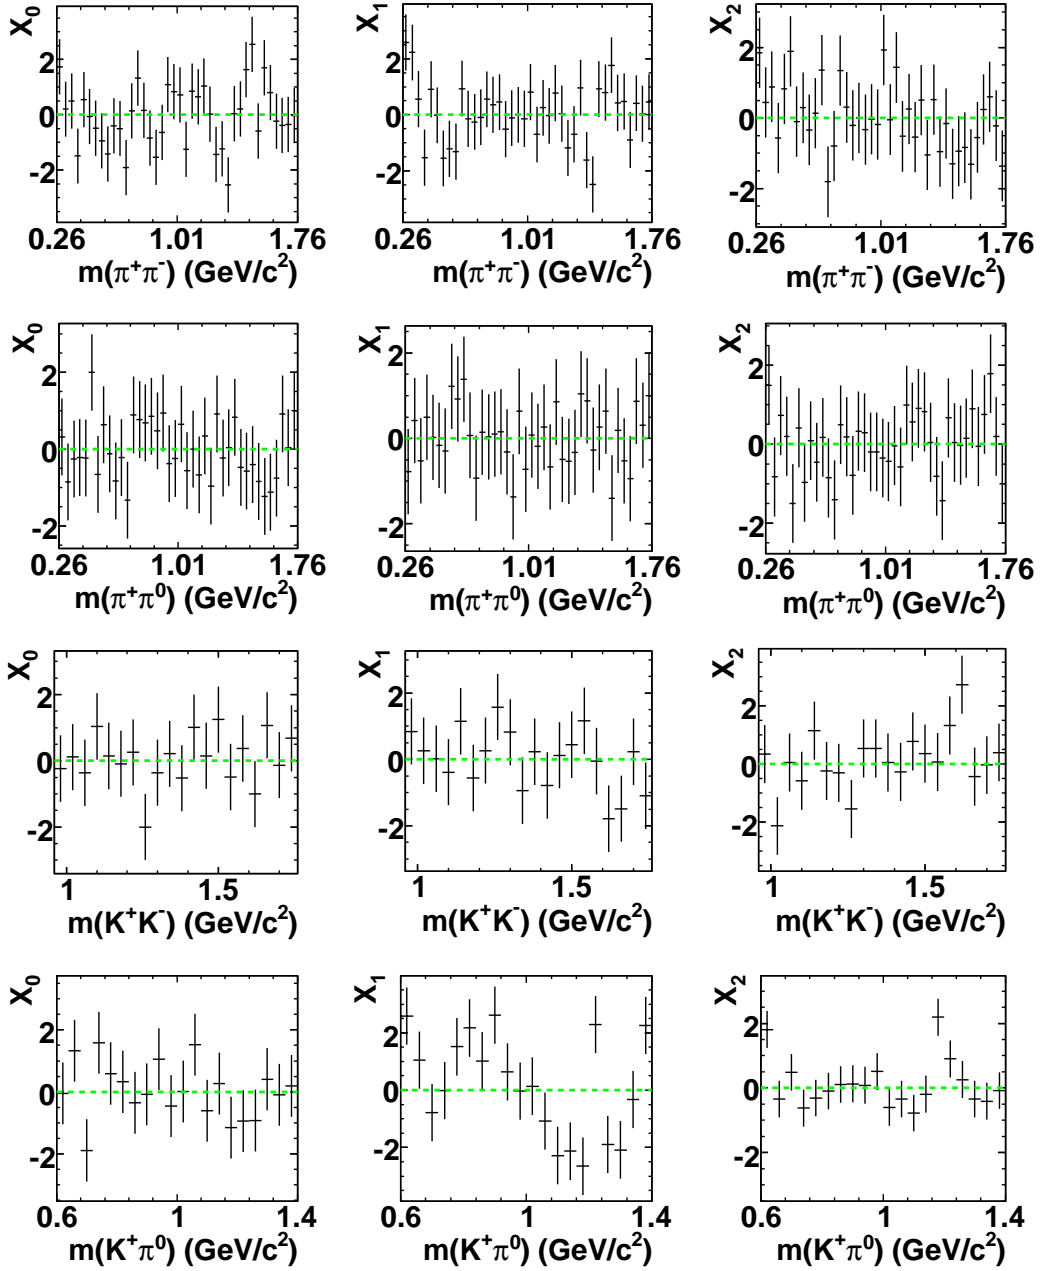 X₀ X₁ X₂
2 2 2
0 0 0
-2 -2 -2
0.26 1.01 1.76 0.26 1.01 1.76 0.26 1.01 1.76
m(π⁺π⁻) (GeV/c²) m(π⁺π⁻) (GeV/c²) m(π⁺π⁻) (GeV/c²)
X₀ X₁ X₂
2 2 2
0 0 0
-2 -2 -2
0.26 1.01 1.76 0.26 1.01 1.76 0.26 1.01 1.76
m(π⁺π⁰) (GeV/c²) m(π⁺π⁰) (GeV/c²) m(π⁺π⁰) (GeV/c²)
X₀ X₁ X₂
2 2 2
0 0 0
-2 -2 -2
1 1.5 1 1.5 1 1.5
m(K⁺K⁻) (GeV/c²) m(K⁺K⁻) (GeV/c²) m(K⁺K⁻) (GeV/c²)
X₀ X₁ X₂
2 2 2
0 0 0
-2 -2 -2
0.6 1 1.4 0.6 1 1.4 0.6 1 1.4
m(K⁺π⁰) (GeV/c²) m(K⁺π⁰) (GeV/c²) m(K⁺π⁰) (GeV/c²)